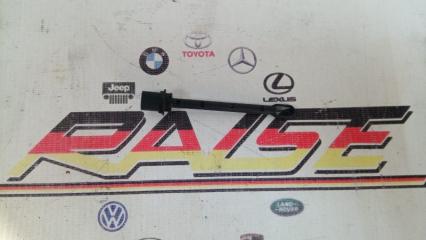 TOYOTA
Jeep
LEXUS
RAISE
LAND-
ROVER